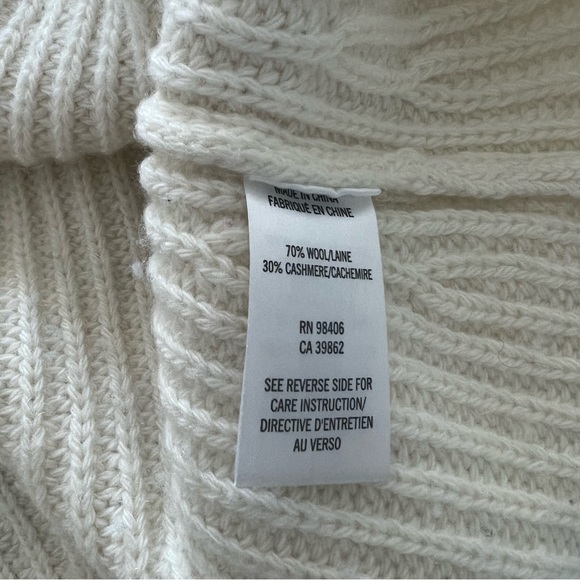 MADE IN CHINA
FABRIQUÉ EN CHINE
70% WOOL/LAINE
30% CASHMERE/CACHEMIRE
RN 98406
CA 39862
SEE REVERSE SIDE FOR
CARE INSTRUCTION/
DIRECTIVE D'ENTRETIEN
AU VERSO